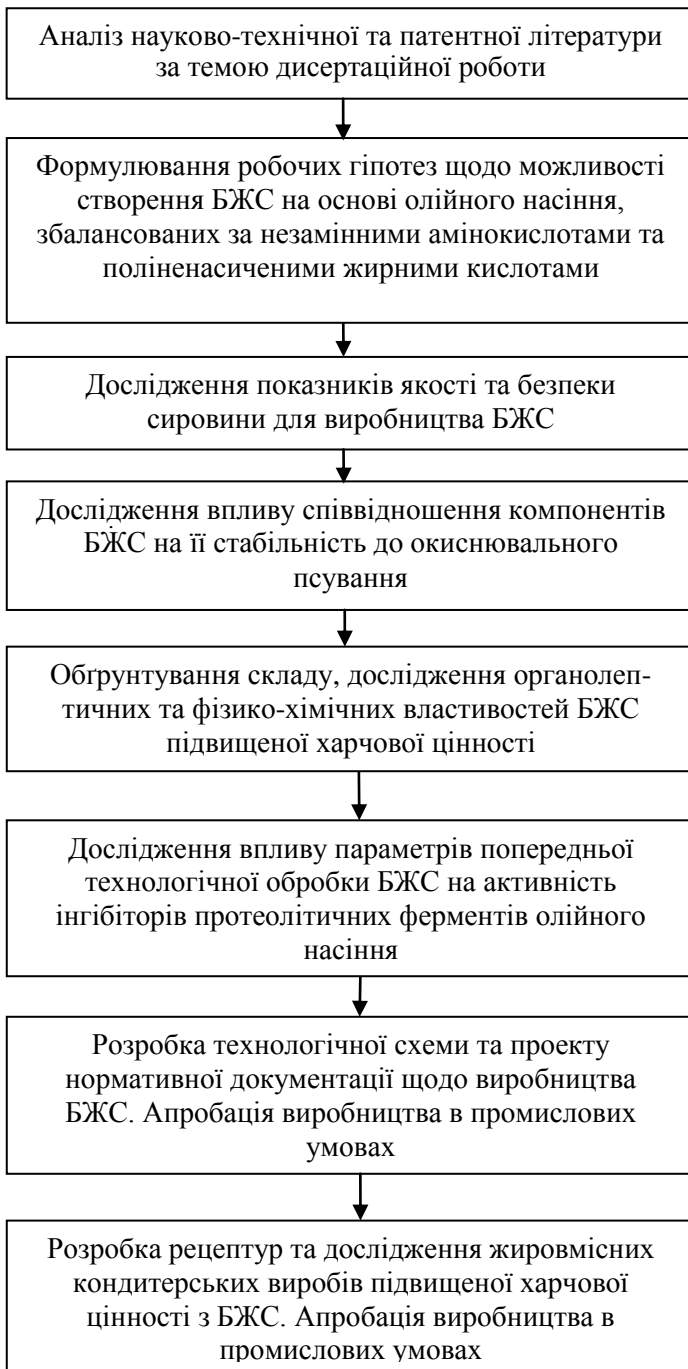 Аналіз науково-технічної та патентної літератури
за темою дисертаційної роботи
Формулювання робочих гіпотез щодо можливості
створення БЖС на основі олійного насіння,
збалансованих за незамінними амінокислотами та
поліненасиченими жирними кислотами
Дослідження показників якості та безпеки
сировини для виробництва БЖС
Дослідження впливу співвідношення компонентів
БЖС на її стабільність до окиснювального
псування
Обґрунтування складу, дослідження органолеп-
тичних та фізико-хімічних властивостей БЖС
підвищеної харчової цінності
Дослідження впливу параметрів попередньої
технологічної обробки БЖС на активність
інгібіторів протеолітичних ферментів олійного
насіння
Розробка технологічної схеми та проекту
нормативної документації щодо виробництва
БЖС. Апробація виробництва в промислових
умовах
Розробка рецептур та дослідження жировмісних
кондитерських виробів підвищеної харчової
цінності з БЖС. Апробація виробництва в
промислових умовах